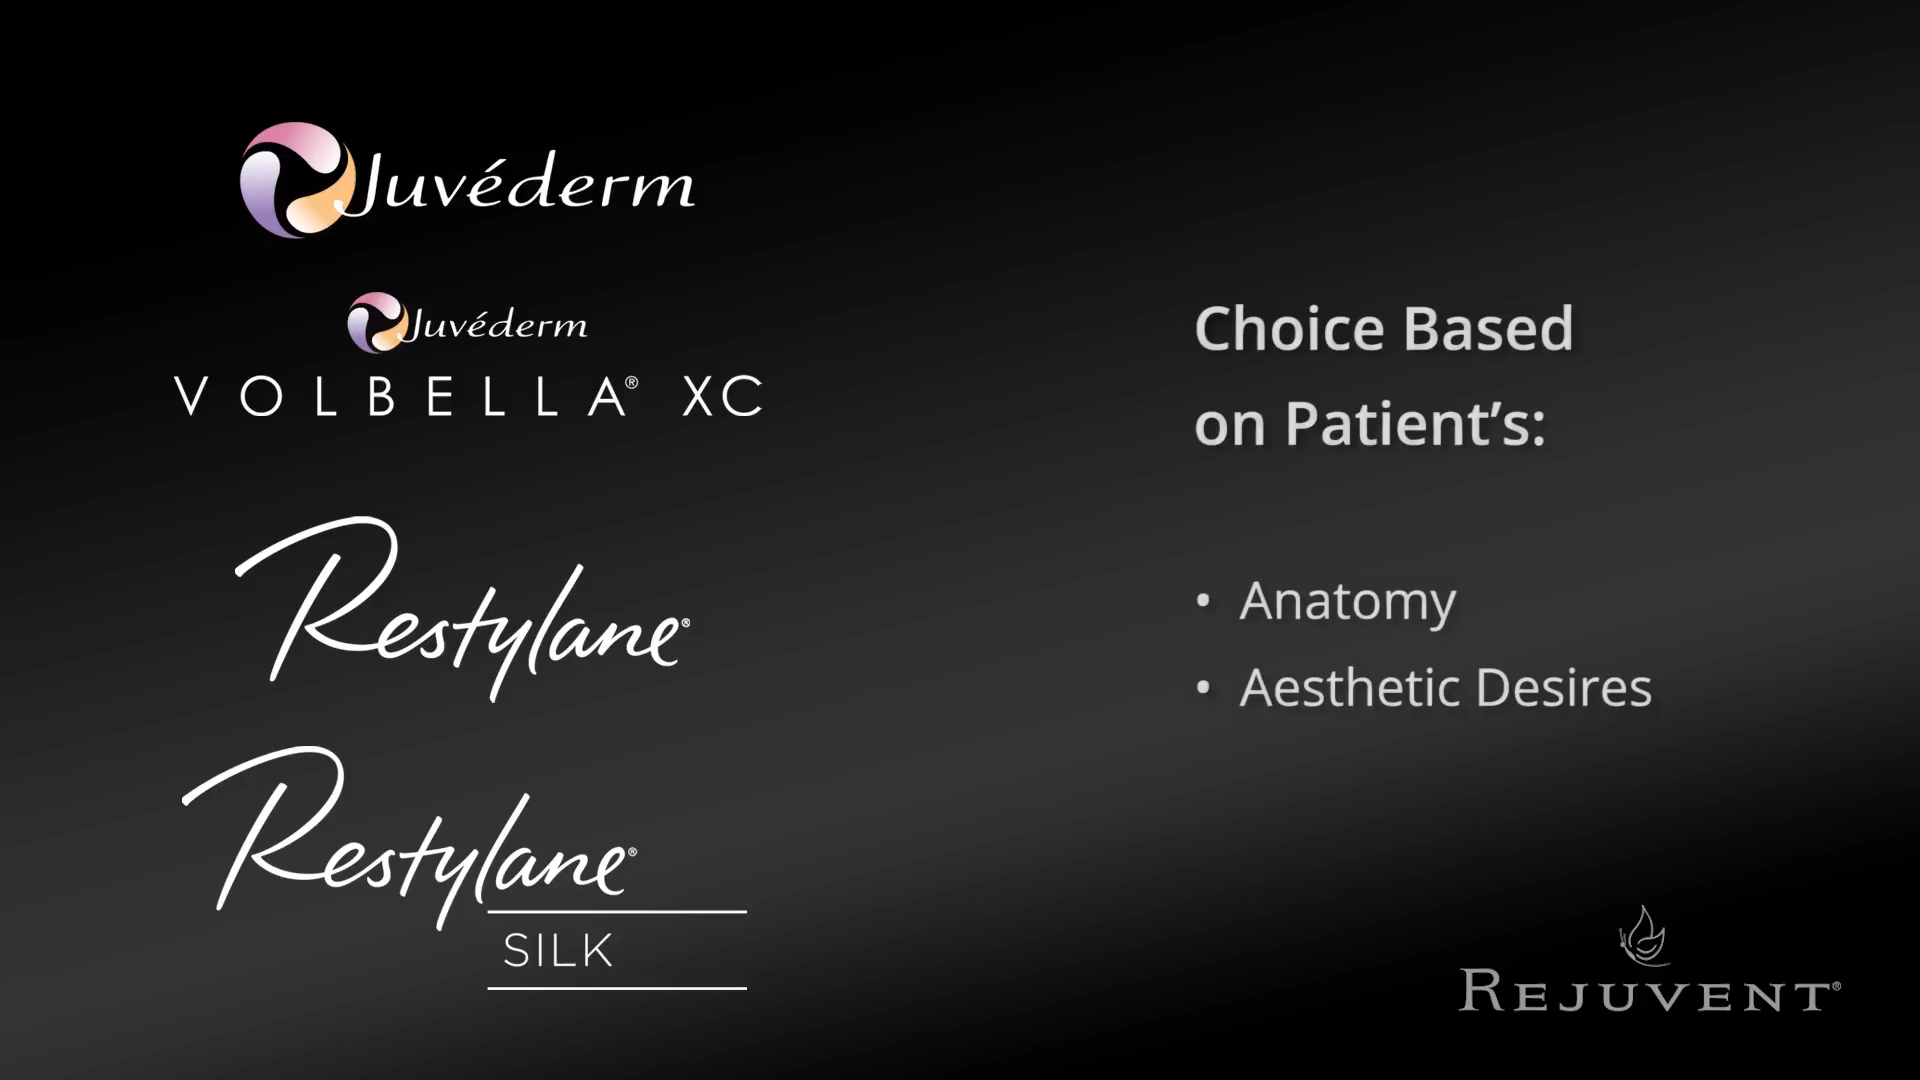 Juvéderm
Juvéderm
VOLBELLA® XC
Restylane®
Restylane®
SILK
Choice Based
on Patient’s:
• Anatomy
• Aesthetic Desires
REJUVENT®